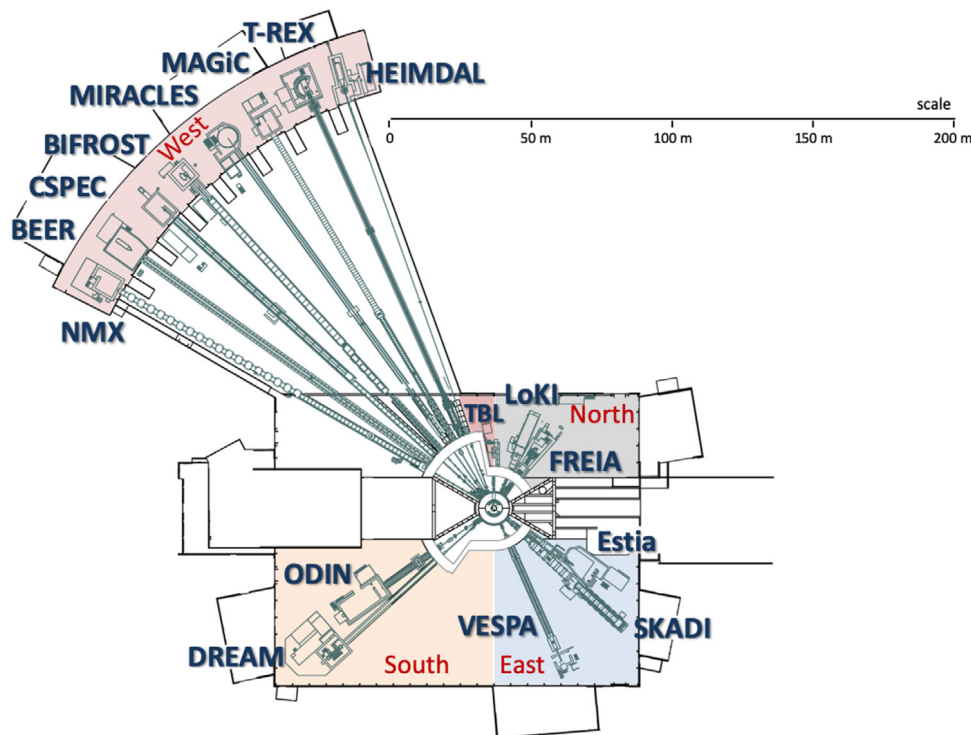 T-REX
MAGiC
HEIMDAL
MIRACLES
scale
BIFROST
West
0
50 m
100 m
150 m
200 m
CSPEC
BEER
NMX
LoKI
TBL
North
FREIA
Estia
ODIN
VESPA
SKADI
DREAM
South
East